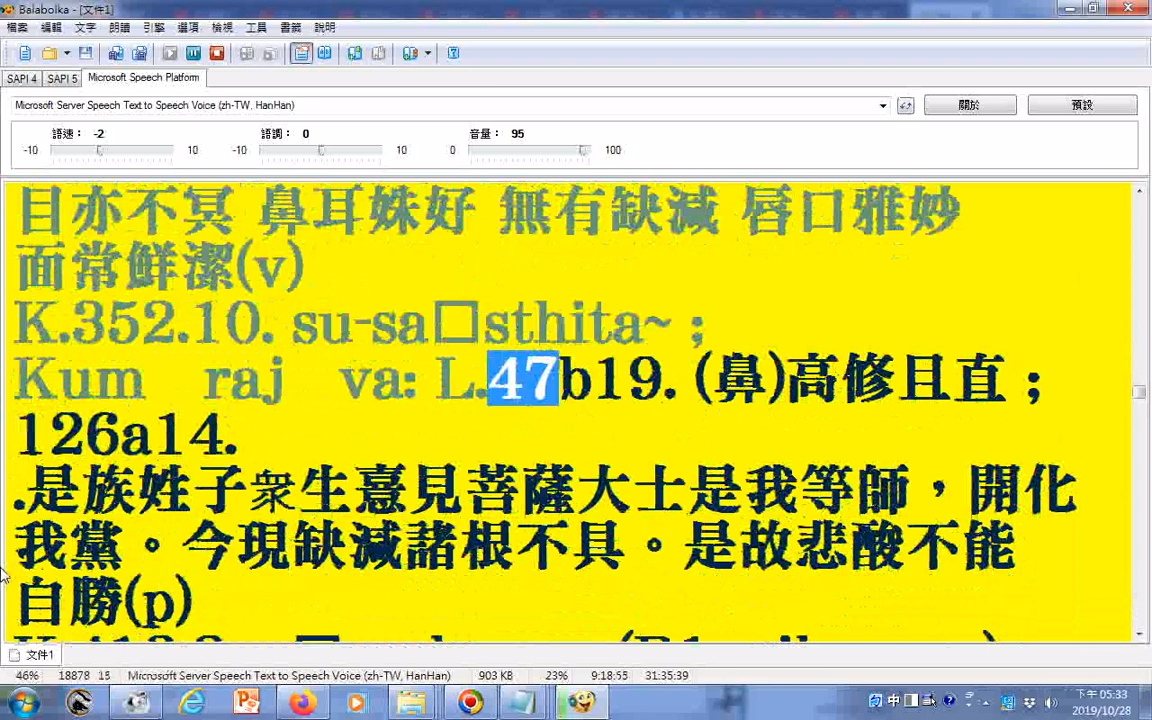 Balabolka - [文件1]
檔案 編輯 文字 朗讀 引擎 選項 檢視 工具 書籤 說明
SAPI 4 SAPI 5 Microsoft Speech Platform
Microsoft Server Speech Text to Speech Voice (zh-TW, HanHan) 關於 預設
語速： -2 語調： 0 音量： 95
-10 10 -10 10 0 100
目亦不冥 鼻耳姝好 無有缺減 唇口雅妙
面常鮮潔(v)
K.352.10. su-sa□sthita~ ;
Kum raj va: L.47b19. (鼻)高修且直；
126a14.
.是族姓子衆生憙見菩薩大士是我等師，開化
我黨。今現缺減諸根不具。是故悲酸不能
自勝(p)
文件1
46% 18878 15 Microsoft Server Speech Text to Speech Voice (zh-TW, HanHan) 903 KB 23% 9:18:55 31:35:39
中 下午 05:33
2019/10/28